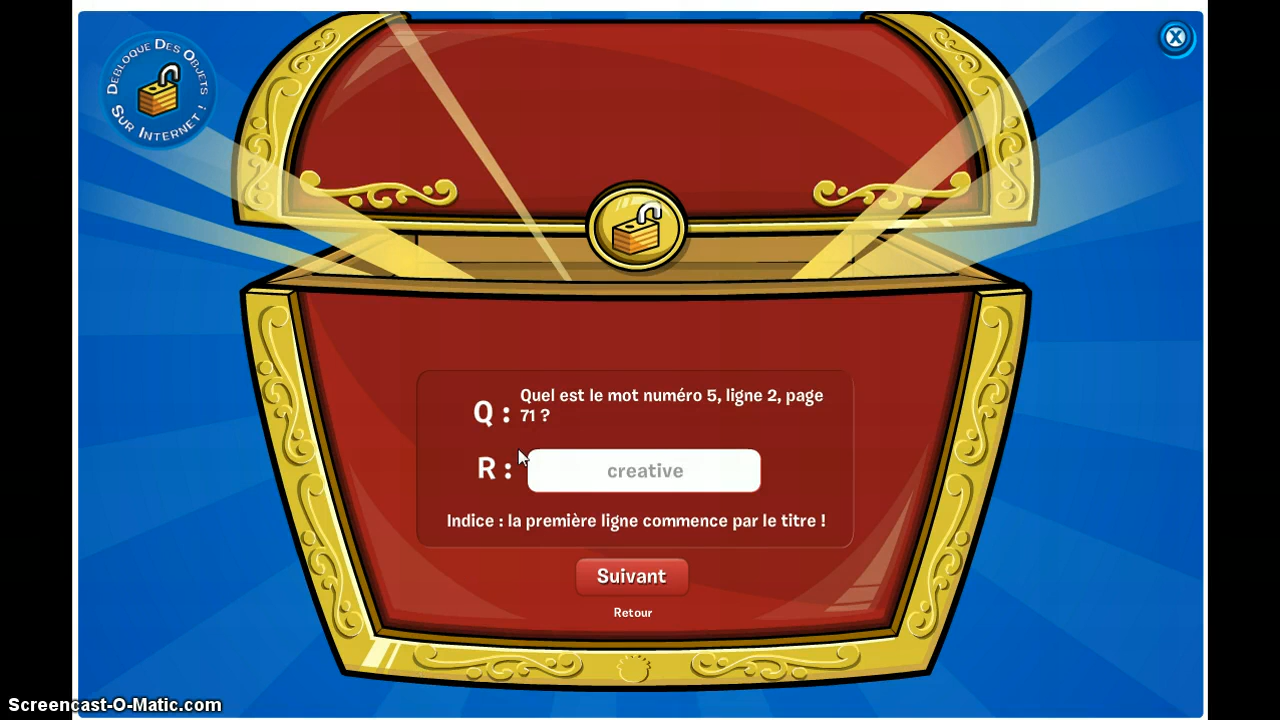 DEBLOQUE DES OBJETS
SUR INTERNET !
X
Q : Quel est le mot numéro 5, ligne 2, page
71 ?
R : creative
Indice : la première ligne commence par le titre !
Suivant
Retour
Screencast-O-Matic.com